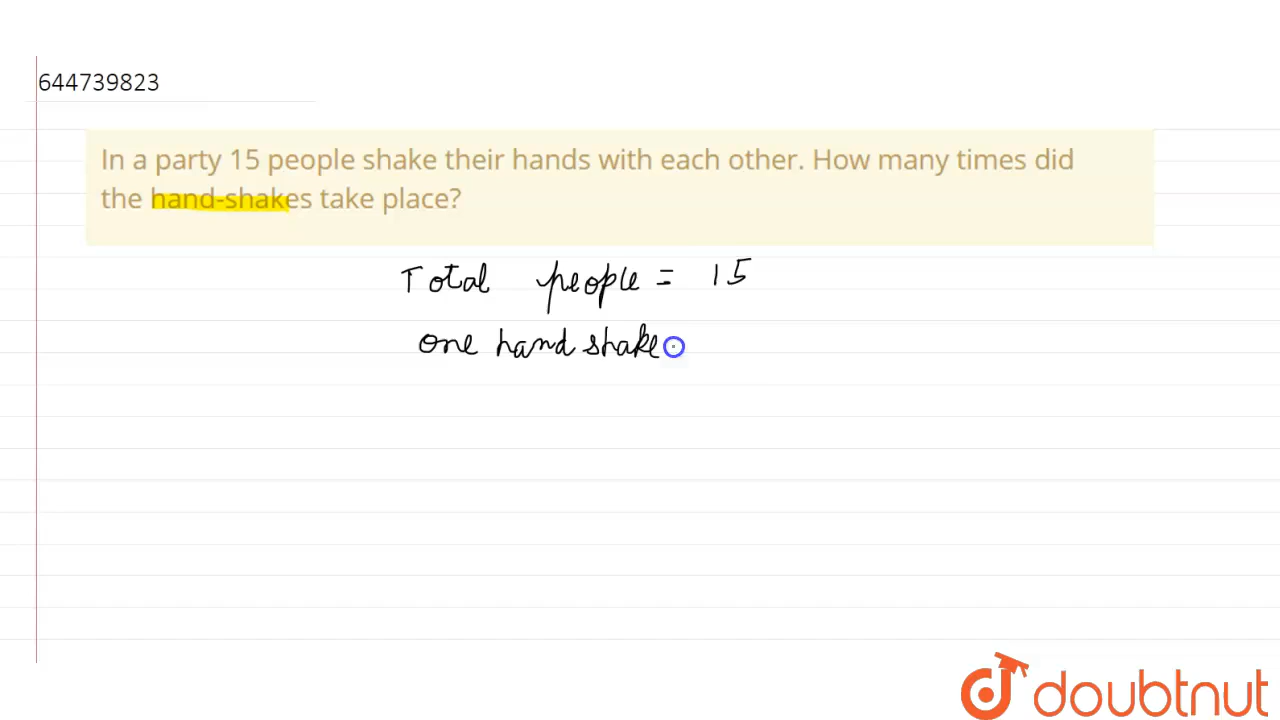 644739823
In a party 15 people shake their hands with each other. How many times did
the hand-shakes take place?
Total people = 15
one hand shake
doubtnut